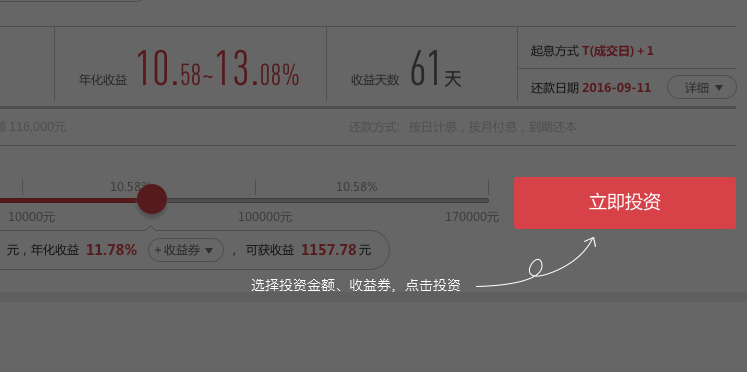 年化收益 10.58~13.08%
收益天数 61天
起息方式 T(成交日)+1
还款日期 2016-09-11
详细
116,000元
还款方式：按日计息，按月付息，到期还本
10.58% 10.58%
10000元 100000元 170000元
立即投资
元，年化收益 11.78% +收益券 ，可获收益 1157.78元
选择投资金额、收益券，点击投资